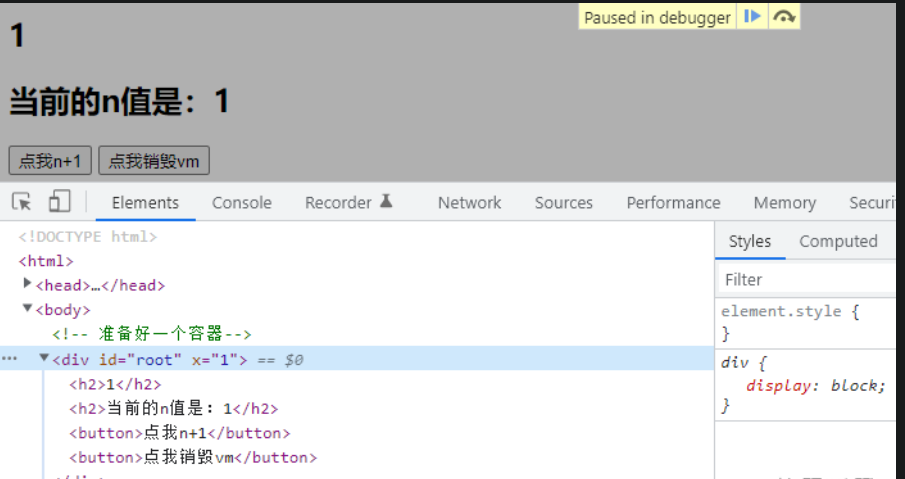 Paused in debugger
1
当前的n值是：1
点我n+1 点我销毁vm
Elements Console Recorder Network Sources Performance Memory Securi
<!DOCTYPE html>
<html>
<head>…</head>
<body>
<!-- 准备好一个容器-->
<div id="root" x="1"> == $0
<h2>1</h2>
<h2>当前的n值是：1</h2>
<button>点我n+1</button>
<button>点我销毁vm</button>
Styles Computed
Filter
element.style {
}
div {
display: block;
}